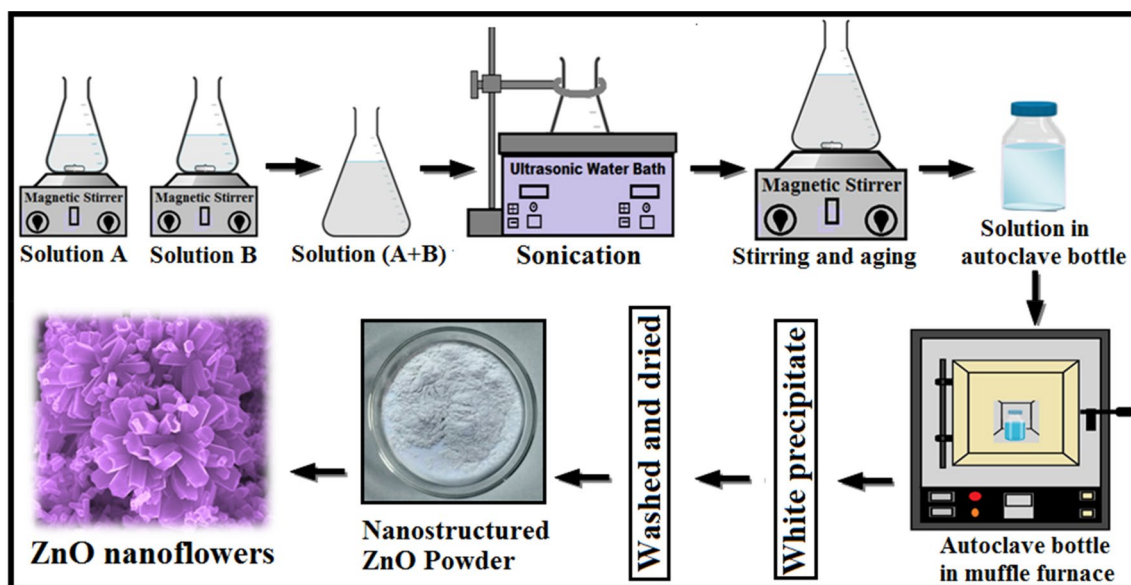 Magnetic Stirrer
Solution A
Magnetic Stirrer
Solution B
Solution (A+B)
Ultrasonic Water Bath
Sonication
Magnetic Stirrer
Stirring and aging
Solution in
autoclave bottle
Autoclave bottle
in muffle furnace
White precipitate
Washed and dried
Nanostructured
ZnO Powder
ZnO nanoflowers